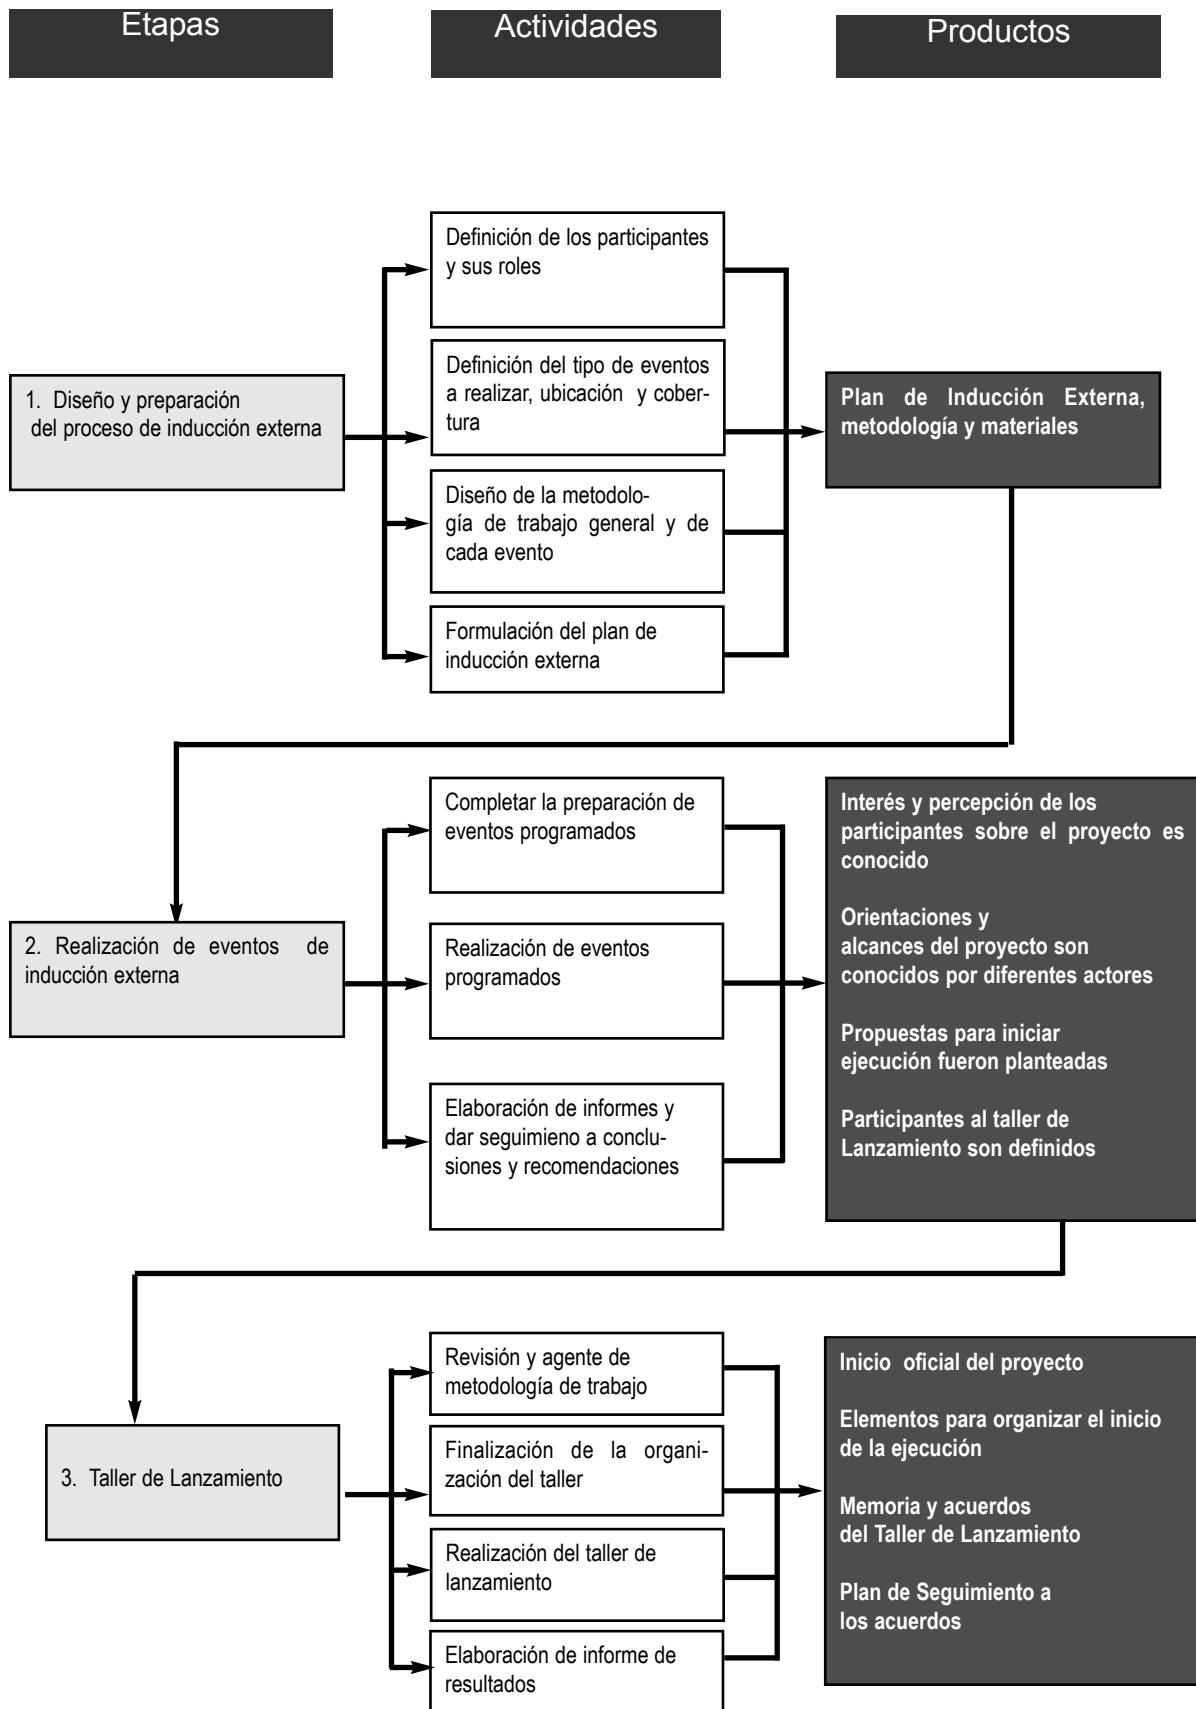 Etapas
Actividades
Productos
Definición de los participantes
y sus roles
Definición del tipo de eventos
a realizar, ubicación y cober-
tura
1. Diseño y preparación
del proceso de inducción externa
Plan de Inducción Externa,
metodología y materiales
Diseño de la metodolo-
gía de trabajo general y de
cada evento
Formulación del plan de
inducción externa
Completar la preparación de
eventos programados
Interés y percepción de los
participantes sobre el proyecto es
conocido
2. Realización de eventos de
inducción externa
Realización de eventos
programados
Orientaciones y
alcances del proyecto son
conocidos por diferentes actores
Propuestas para iniciar
ejecución fueron planteadas
Elaboración de informes y
dar seguimieno a conclu-
siones y recomendaciones
Participantes al taller de
Lanzamiento son definidos
Revisión y agente de
metodología de trabajo
Inicio oficial del proyecto
3. Taller de Lanzamiento
Finalización de la organi-
zación del taller
Elementos para organizar el inicio
de la ejecución
Realización del taller de
lanzamiento
Memoria y acuerdos
del Taller de Lanzamiento
Elaboración de informe de
resultados
Plan de Seguimiento a
los acuerdos